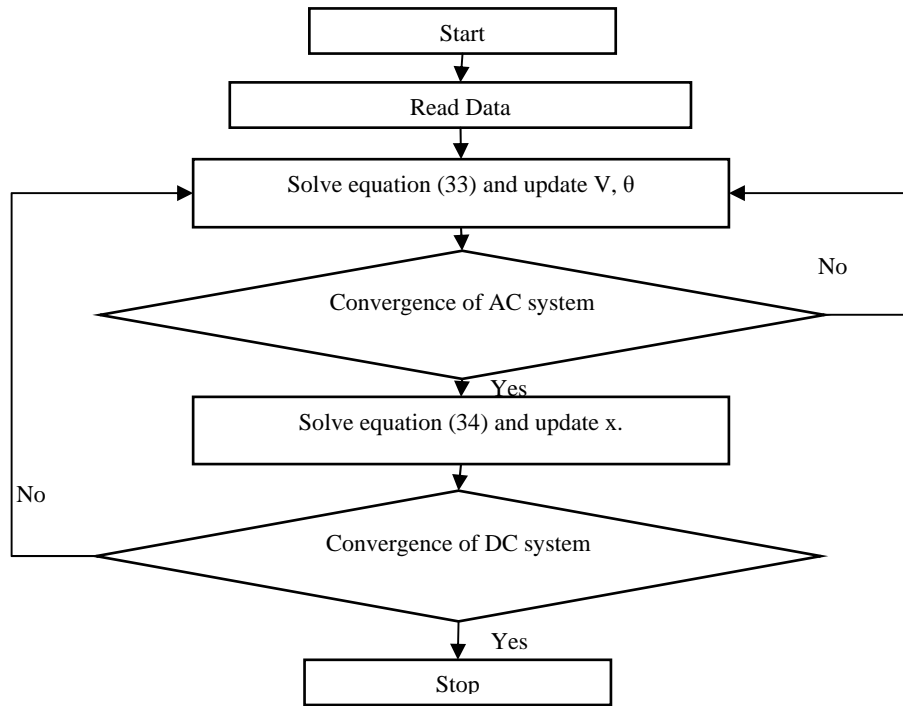 Start
Read Data
Solve equation (33) and update V, θ
No
Convergence of AC system
Yes
Solve equation (34) and update x.
No
Convergence of DC system
Yes
Stop